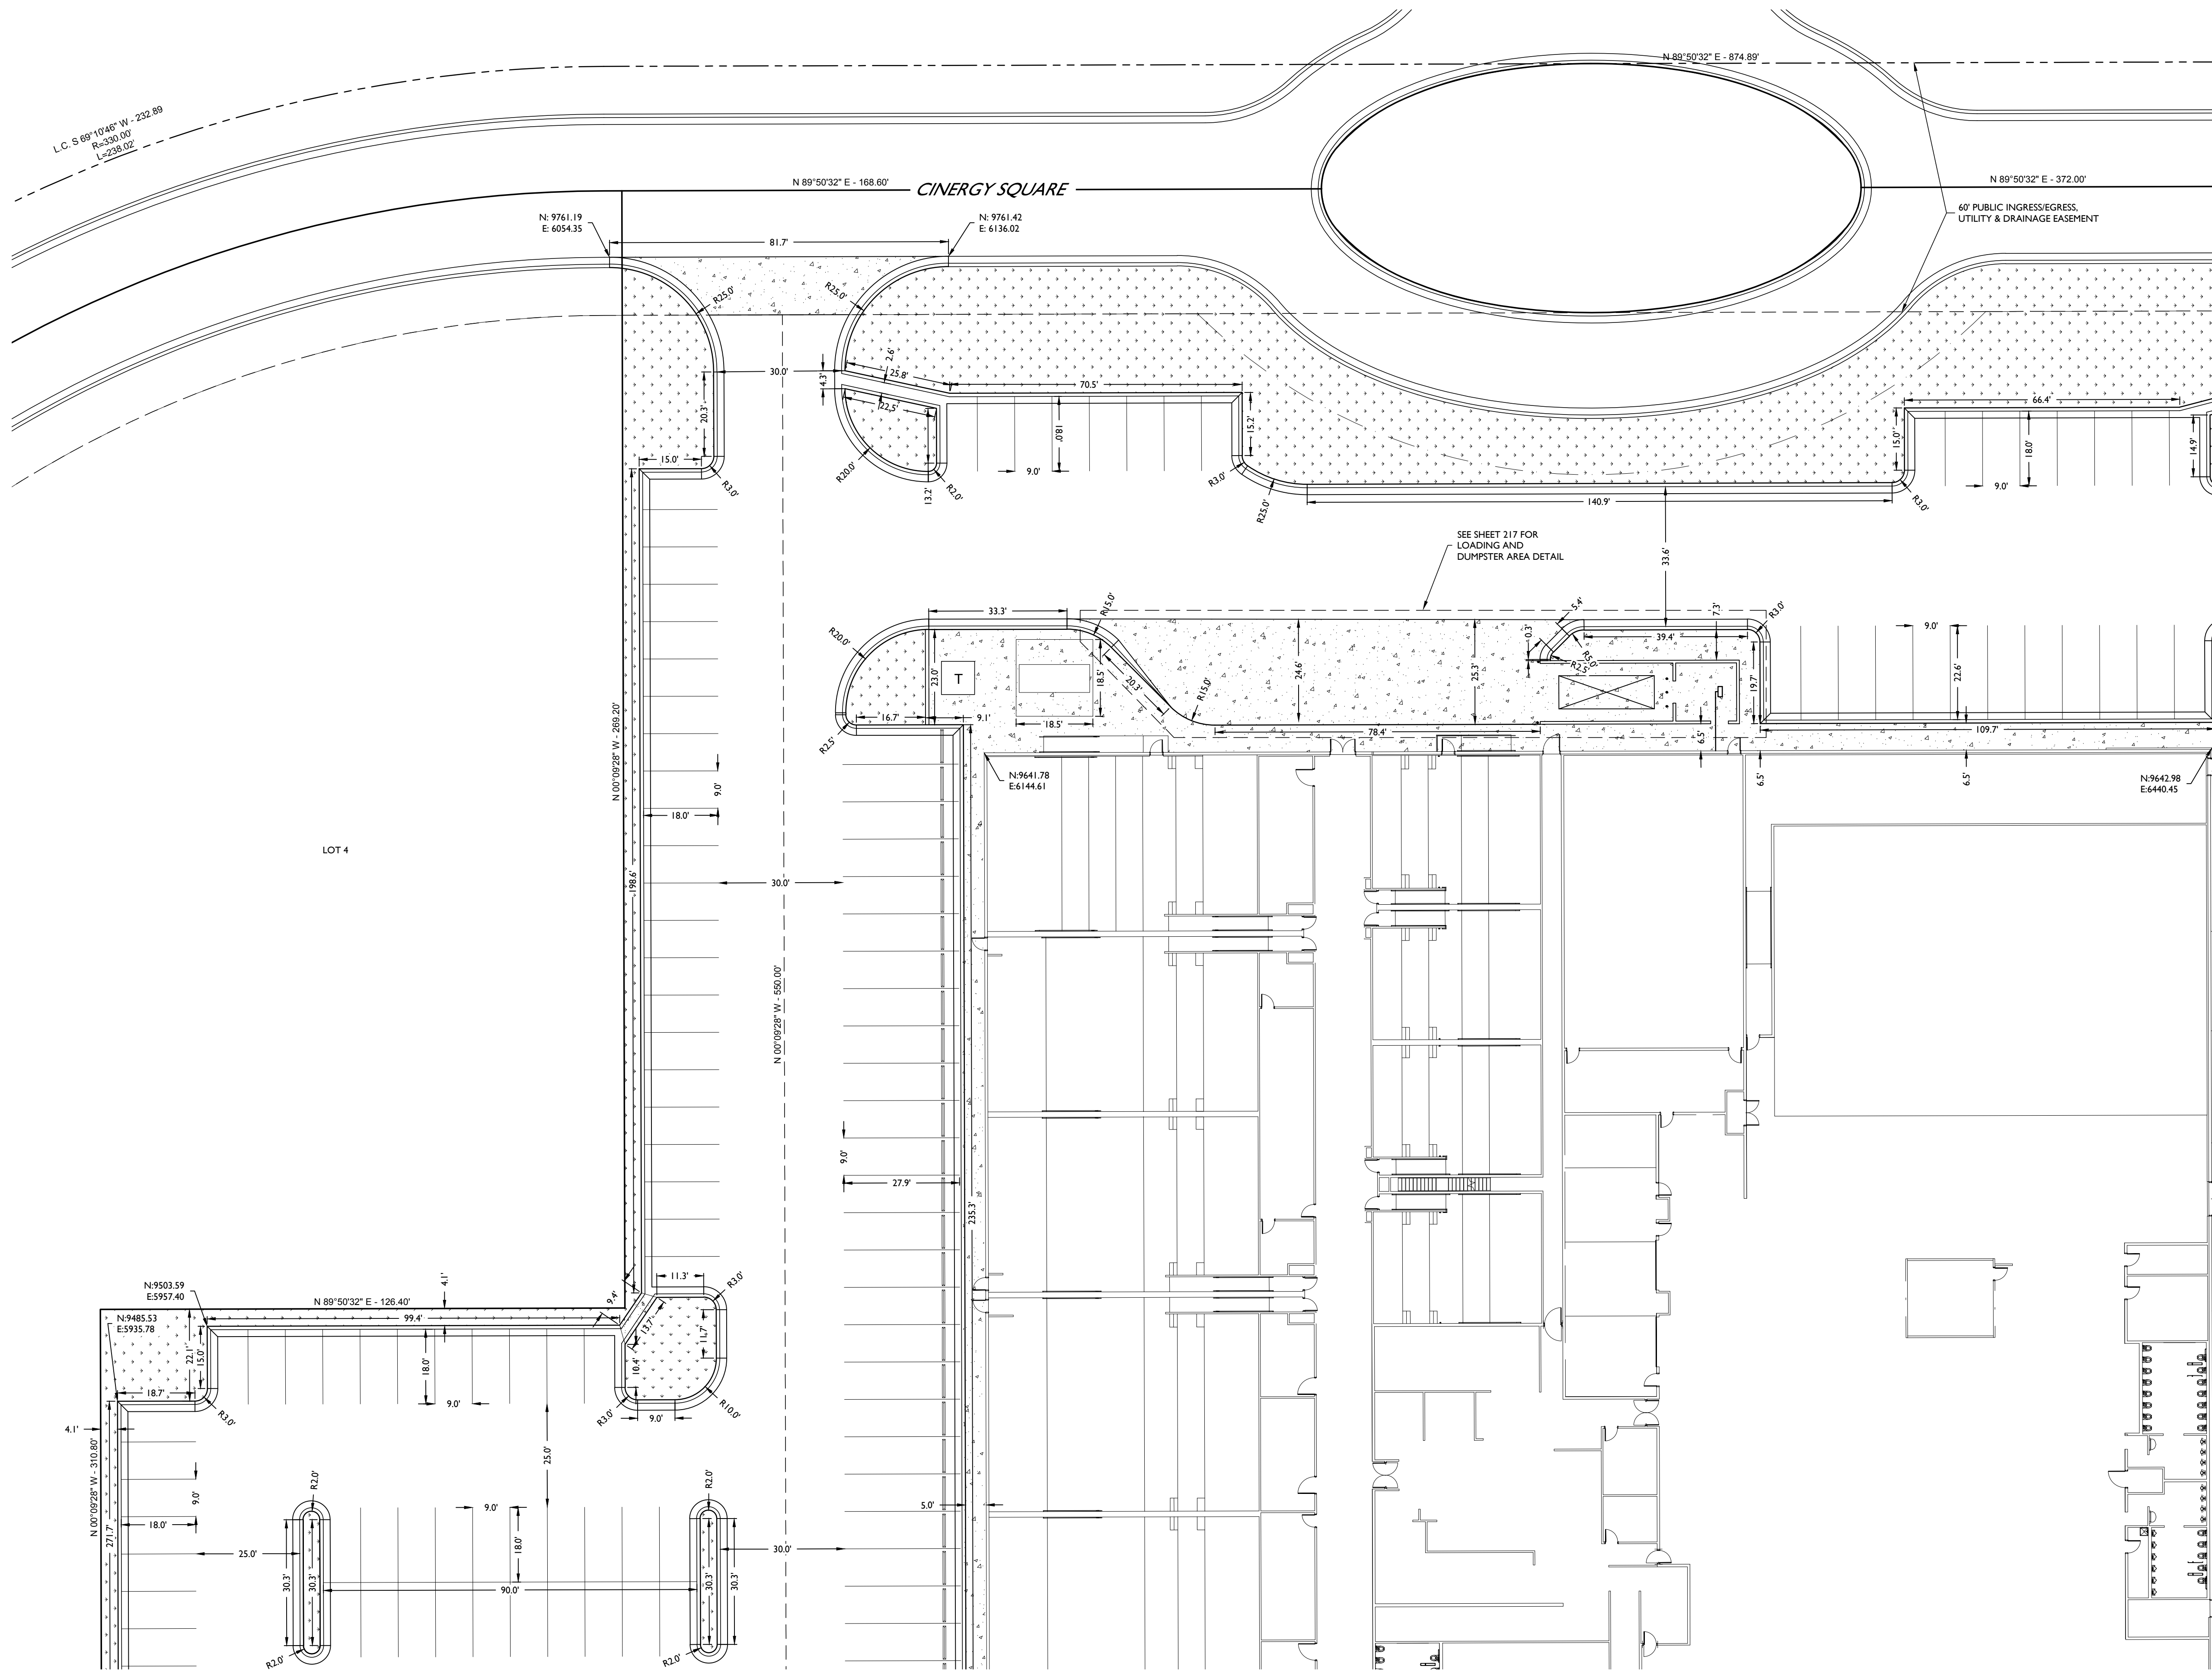 N 89°50'32" E - 874.89'
L.C. S 69°10'46" W - 232.89
R=330.00'
L=238.02'
N 89°50'32" E - 168.60'
CINERGY SQUARE
N 89°50'32" E - 372.00'
60' PUBLIC INGRESS/EGRESS,
UTILITY & DRAINAGE EASEMENT
N: 9761.19
E: 6054.35
N: 9761.42
E: 6136.02
81.7'
R25.0'
R25.0'
2.6'
25.8'
4.3'
30.0'
70.5'
22.5'
20.3'
15.2'
18.0'
66.4'
15.0'
18.0'
14.9'
15.0'
R3.0'
R20.0'
13.2'
R2.0'
9.0'
R3.0'
R25.0'
140.9'
9.0'
R3.0'
SEE SHEET 217 FOR
LOADING AND
DUMPSTER AREA DETAIL
33.6'
33.3'
R15.0'
R20.0'
5.4'
7.3'
R3.0'
0.3'
39.4'
9.0'
R5.0'
R2.5'
23.0'
T
18.5'
20.3'
24.6'
25.3'
19.7'
22.6'
R15.0'
16.7'
9.1'
18.5'
R2.5'
78.4'
6.5'
109.7'
6.5'
6.5'
N:9641.78
E:6144.61
N:9642.98
E:6440.45
N 00°09'28" W - 269.20'
9.0'
18.0'
LOT 4
198.6'
30.0'
N 00°09'28" W - 550.00'
9.0'
27.9'
235.3'
N:9503.59
E:5957.40
4.1'
11.3'
R3.0'
N 89°50'32" E - 126.40'
9.4'
N:9485.53
E:5935.78
99.4'
13.7'
11.7'
22.1'
15.0'
18.0'
10.4'
18.7'
R3.0'
9.0'
R3.0'
9.0'
R10.0'
4.1'
N 00°09'28" W - 310.80'
25.0'
271.7'
9.0'
18.0'
R2.0'
9.0'
R2.0'
5.0'
18.0'
25.0'
30.0'
30.3'
30.3'
90.0'
30.3'
30.3'
R2.0'
R2.0'